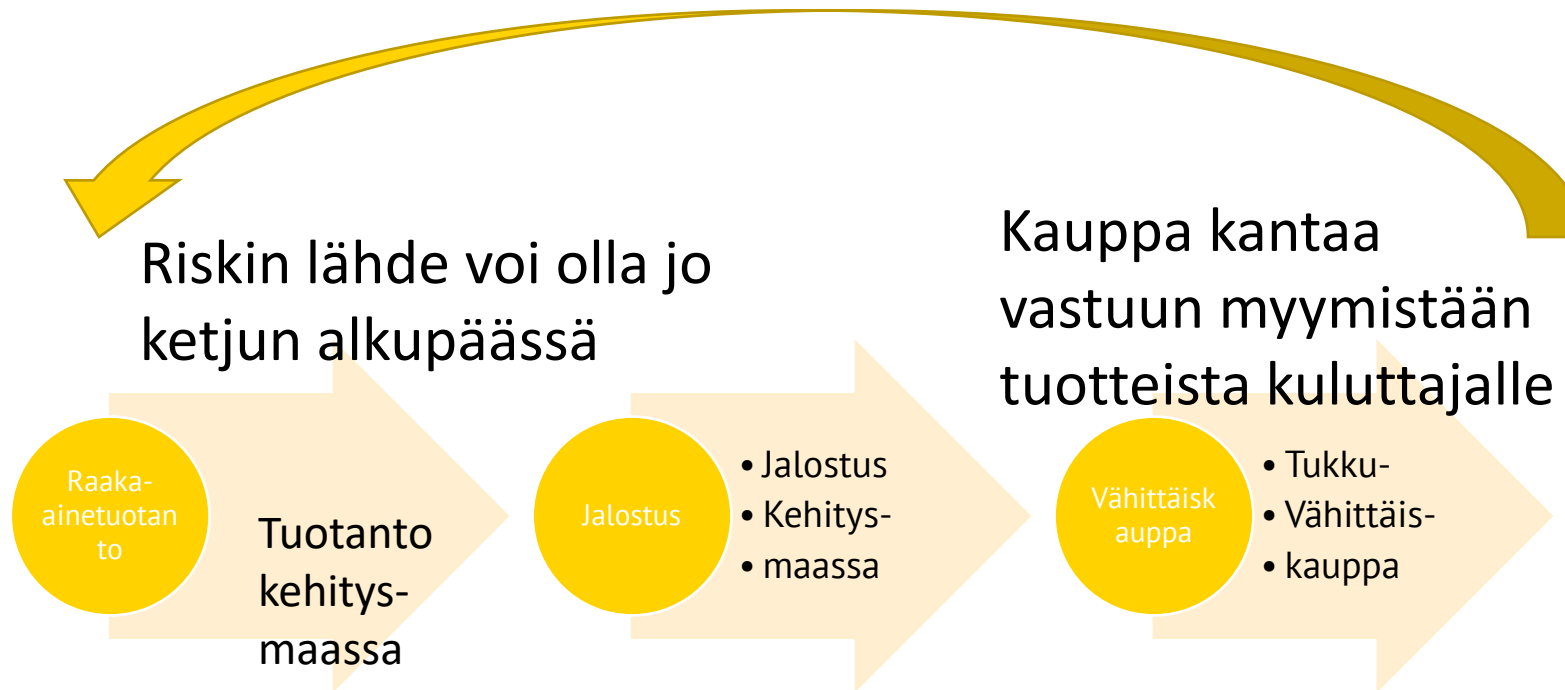 Riskin lähde voi olla jo
ketjun alkupäässä
Kauppa kantaa
vastuun myymistään
tuotteista kuluttajalle
Raaka-
ainetuotan
to
Tuotanto
kehitys-
maassa
Jalostus
• Jalostus
• Kehitys-
• maassa
Vähittäisk
auppa
• Tukku-
• Vähittäis-
• kauppa